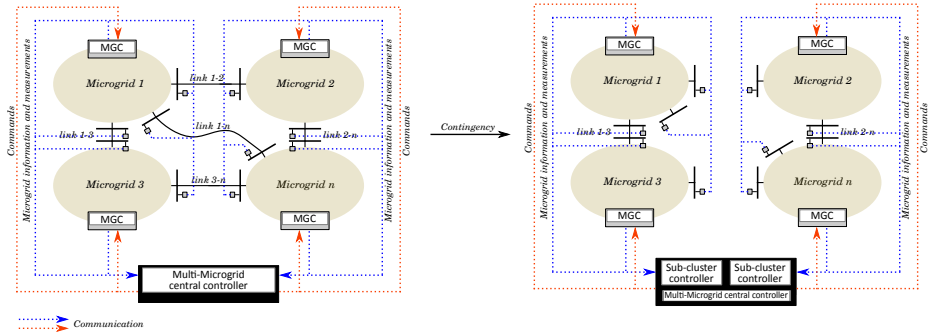 MGC
MGC
Microgrid 1
link 1-2
Microgrid 2
link 1-n
link 1-3
link 2-n
Microgrid 3
link 3-n
Microgrid n
MGC
MGC
Commands
Microgrid information and measurements
Microgrid information and measurements
Commands
Multi-Microgrid
central controller
Communication
Contingency
MGC
MGC
Microgrid 1
Microgrid 2
link 1-3
link 2-n
Microgrid 3
Microgrid n
MGC
MGC
Commands
Microgrid information and measurements
Microgrid information and measurements
Commands
Sub-cluster
controller
Sub-cluster
controller
Multi-Microgrid central controller